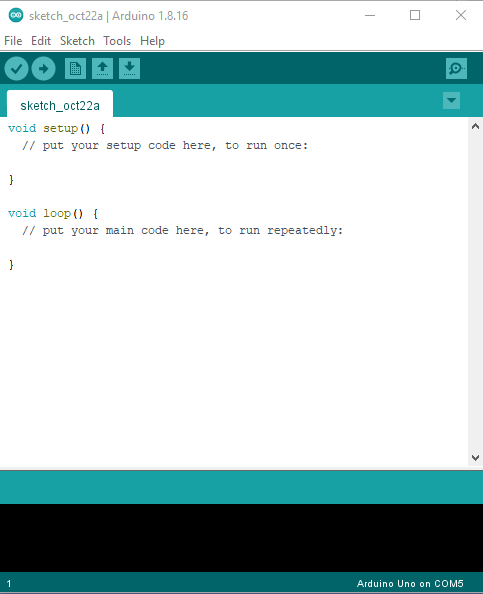 sketch_oct22a | Arduino 1.8.16
File Edit Sketch Tools Help
sketch_oct22a
void setup() {
  // put your setup code here, to run once:
}
void loop() {
  // put your main code here, to run repeatedly:
}
1
Arduino Uno on COM5